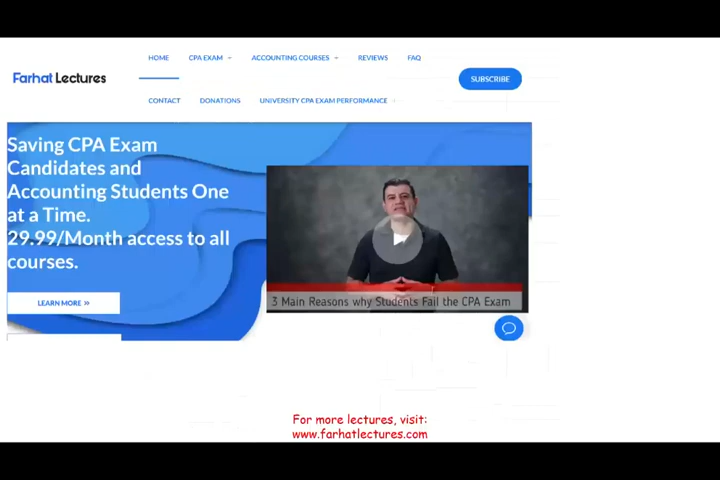 HOME
CPA EXAM
ACCOUNTING COURSES
REVIEWS
FAQ
Farhat Lectures
SUBSCRIBE
CONTACT
DONATIONS
UNIVERSITY CPA EXAM PERFORMANCE
Saving CPA Exam
Candidates and
Accounting Students One
at a Time.
29.99/Month access to all
courses.
LEARN MORE »
3 Main Reasons why Students Fail the CPA Exam
For more lectures, visit:
www.farhatlectures.com